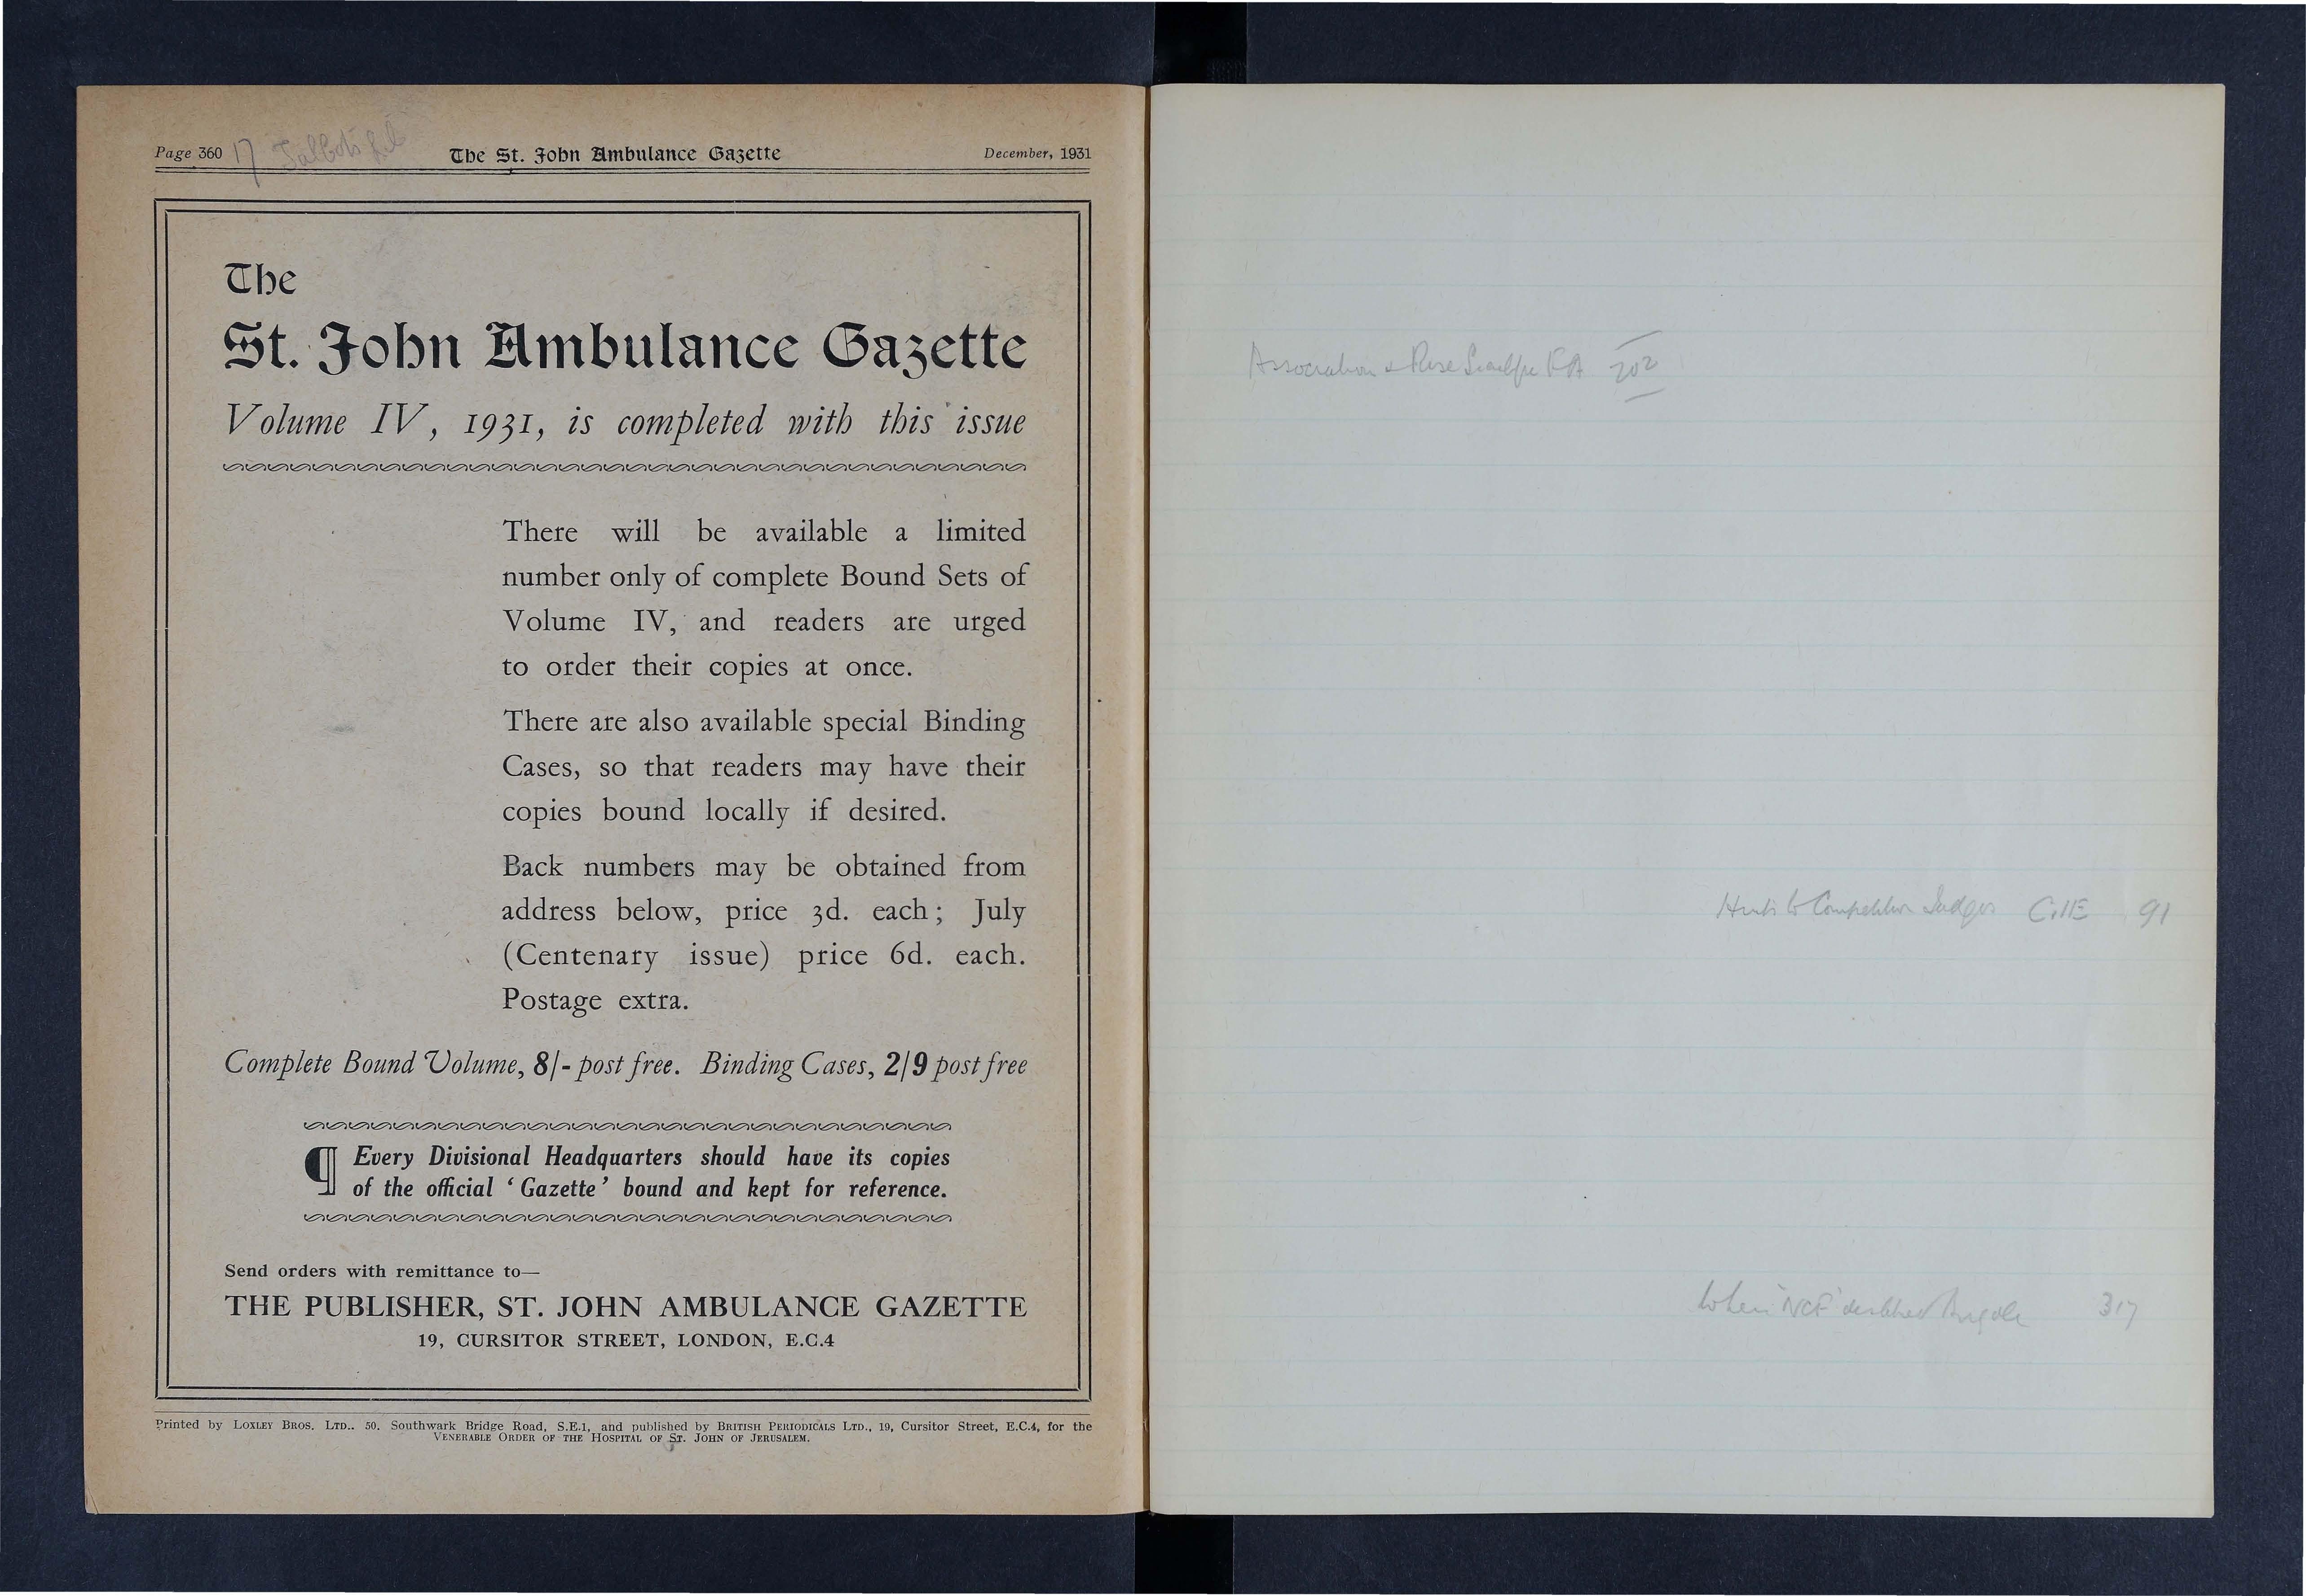 Page 360 17 The St. John Ambulance Gazette December, 1931
The
St. John Ambulance Gazette
Volume IV, 1931, is completed with this issue
There will be available a limited
number only of complete Bound Sets of
Volume IV, and readers are urged
to order their copies at once.
There are also available special Binding
Cases, so that readers may have their
copies bound locally if desired.
Back numbers may be obtained from
address below, price 3d. each; July
(Centenary issue) price 6d. each.
Postage extra.
Complete Bound Volume, 8/- post free. Binding Cases, 2/9 post free
¶ Every Divisional Headquarters should have its copies
of the official ‘Gazette’ bound and kept for reference.
Send orders with remittance to—
THE PUBLISHER, ST. JOHN AMBULANCE GAZETTE
19, CURSITOR STREET, LONDON, E.C.4
Printed by LOXLEY BROS. LTD.. 50. Southwark Bridge Road, S.E.1, and published by BRITISH PERIODICALS LTD., 19, Cursitor Street, E.C.4, for the
VENERABLE ORDER OF THE HOSPITAL OF ST. JOHN OF JERUSALEM.
Association 202
Hints to Competition Judges 91
When 317